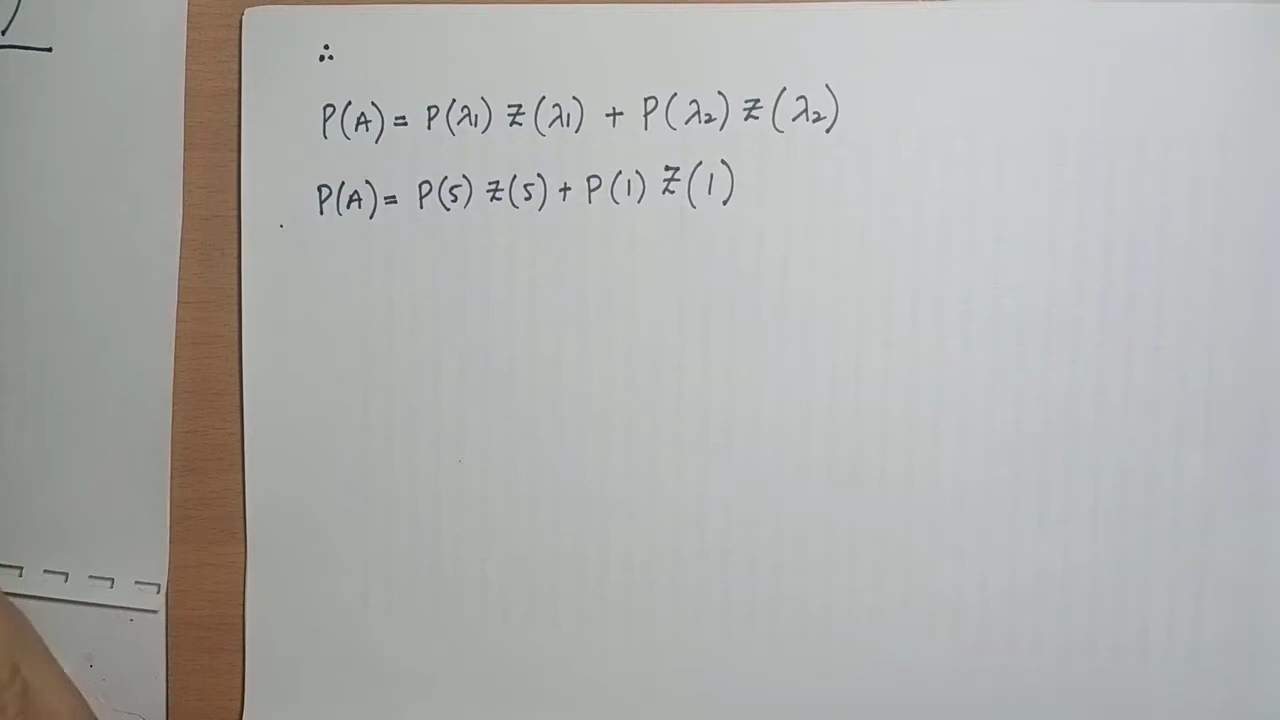 ∴
P(A) = P(λ₁) Z(λ₁) + P(λ₂) Z(λ₂)
P(A) = P(5) Z(5) + P(1) Z(1)